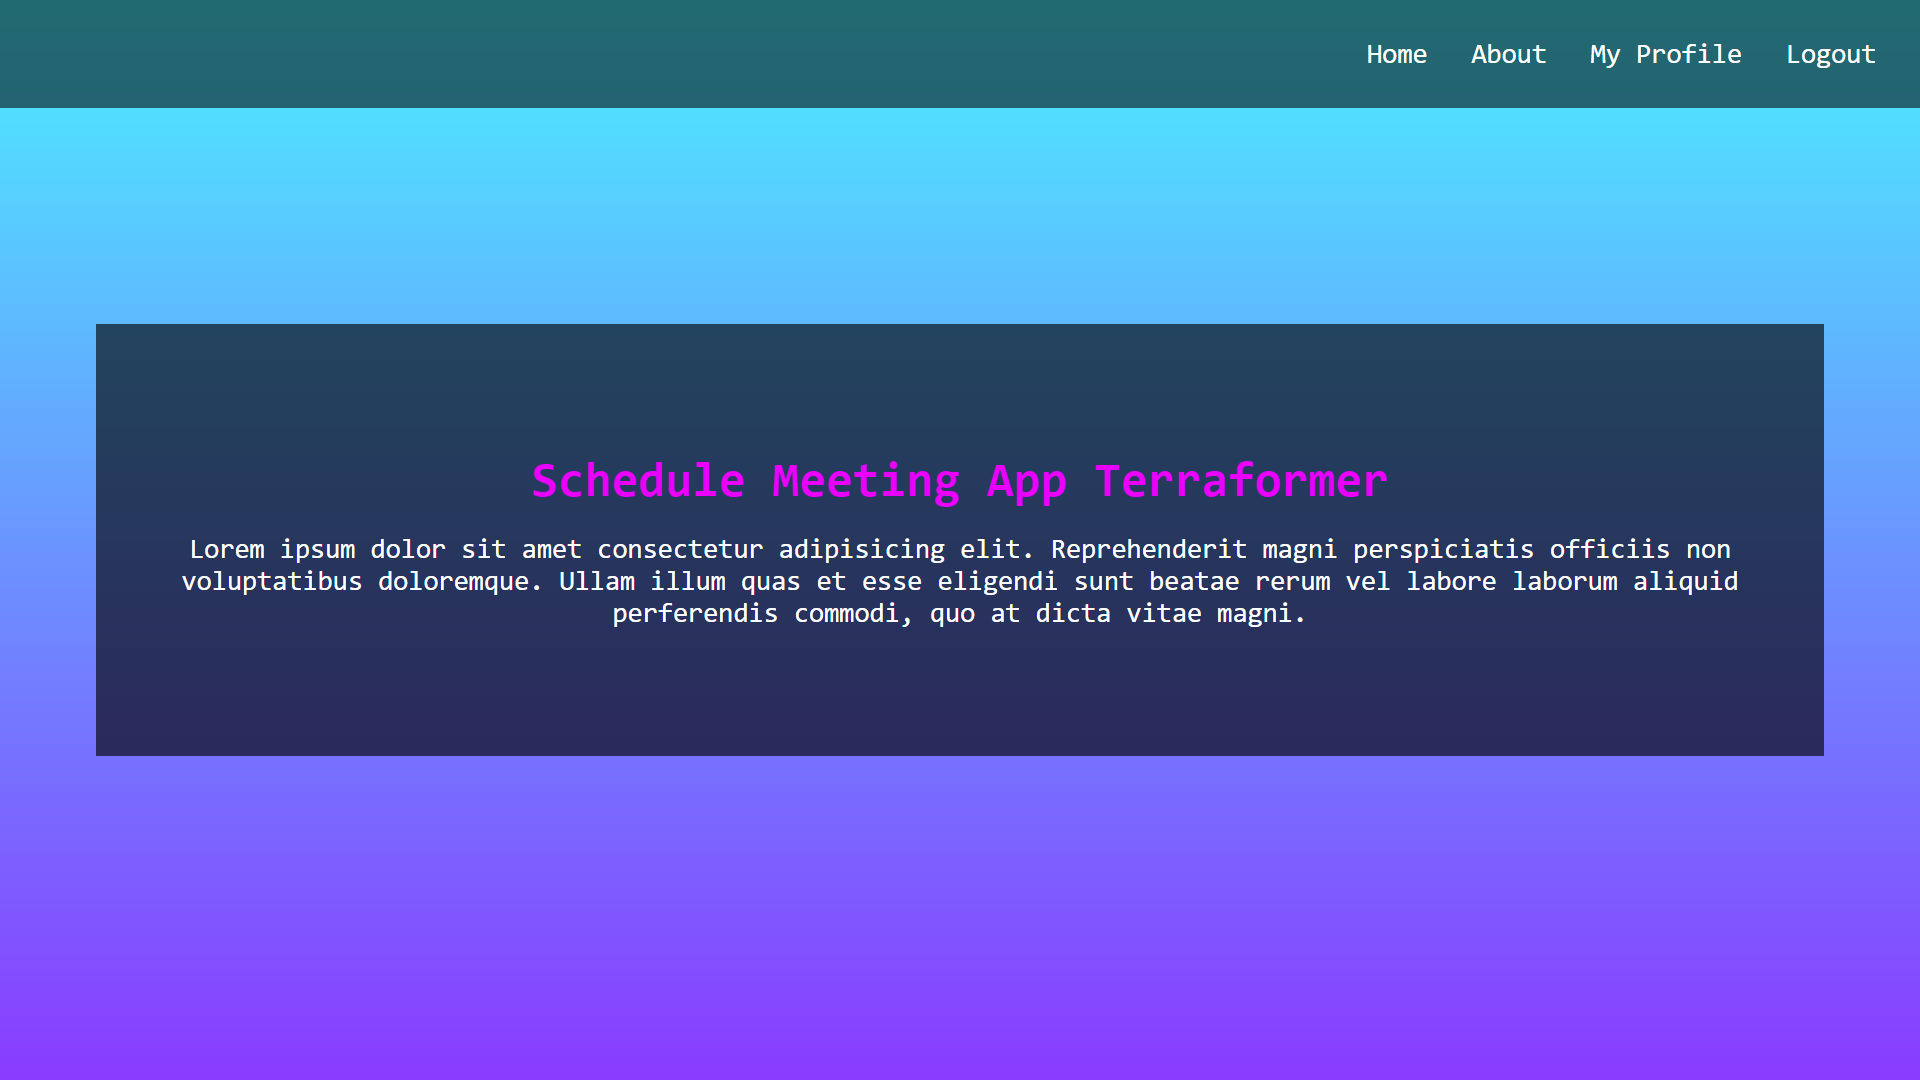 Home About My Profile Logout
Schedule Meeting App Terraformer
Lorem ipsum dolor sit amet consectetur adipisicing elit. Reprehenderit magni perspiciatis officiis non
voluptatibus doloremque. Ullam illum quas et esse eligendi sunt beatae rerum vel labore laborum aliquid
perferendis commodi, quo at dicta vitae magni.